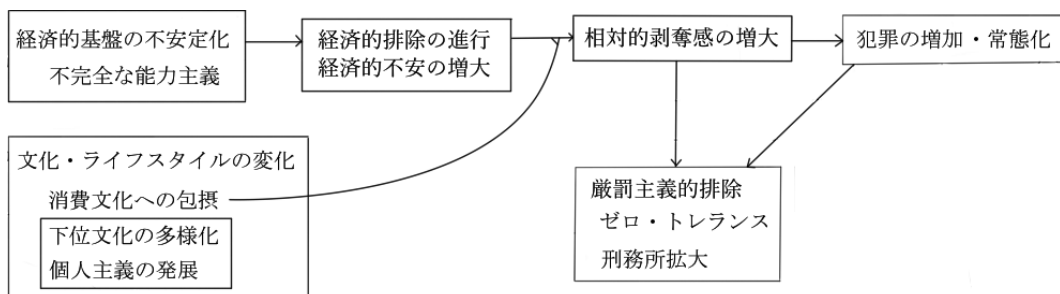 経済的基盤の不安定化
不完全な能力主義
経済的排除の進行
経済的不安の増大
相対的剥奪感の増大
犯罪の増加・常態化
文化・ライフスタイルの変化
消費文化への包摂
下位文化の多様化
個人主義の発展
厳罰主義的排除
ゼロ・トレランス
刑務所拡大